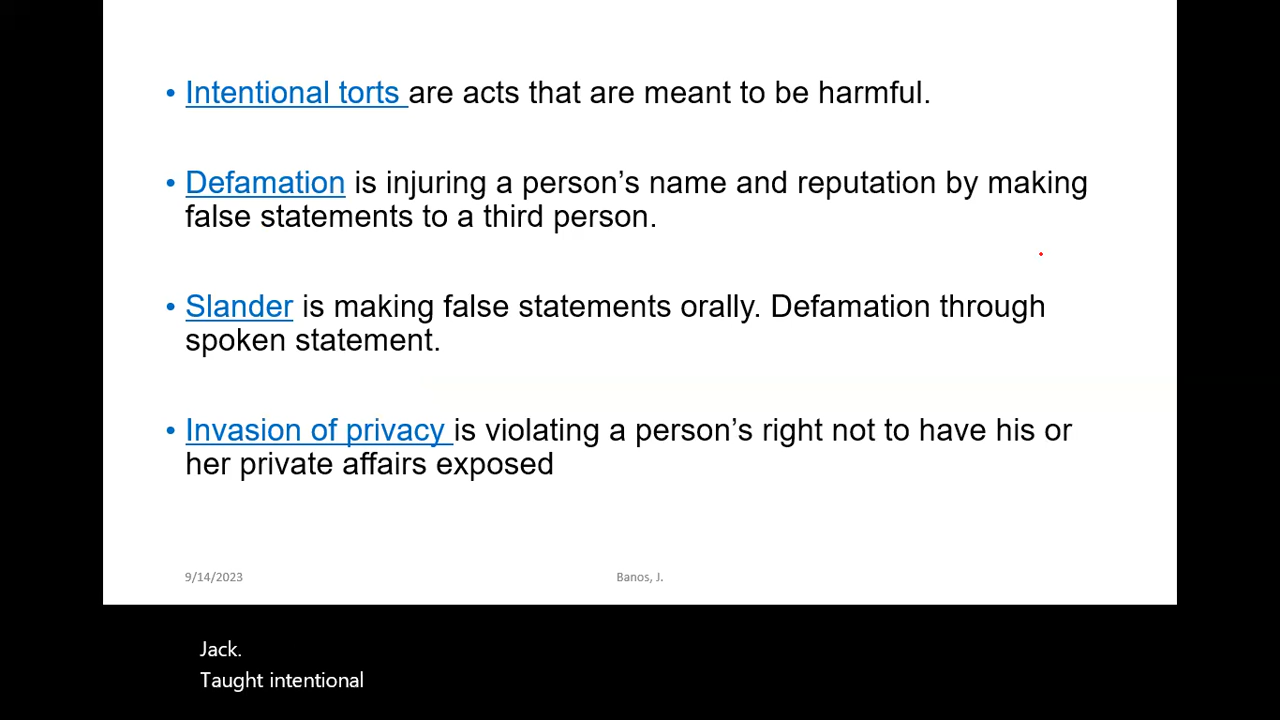 • Intentional torts are acts that are meant to be harmful.
• Defamation is injuring a person’s name and reputation by making
false statements to a third person.
• Slander is making false statements orally. Defamation through
spoken statement.
• Invasion of privacy is violating a person’s right not to have his or
her private affairs exposed
9/14/2023
Banos, J.
Jack.
Taught intentional